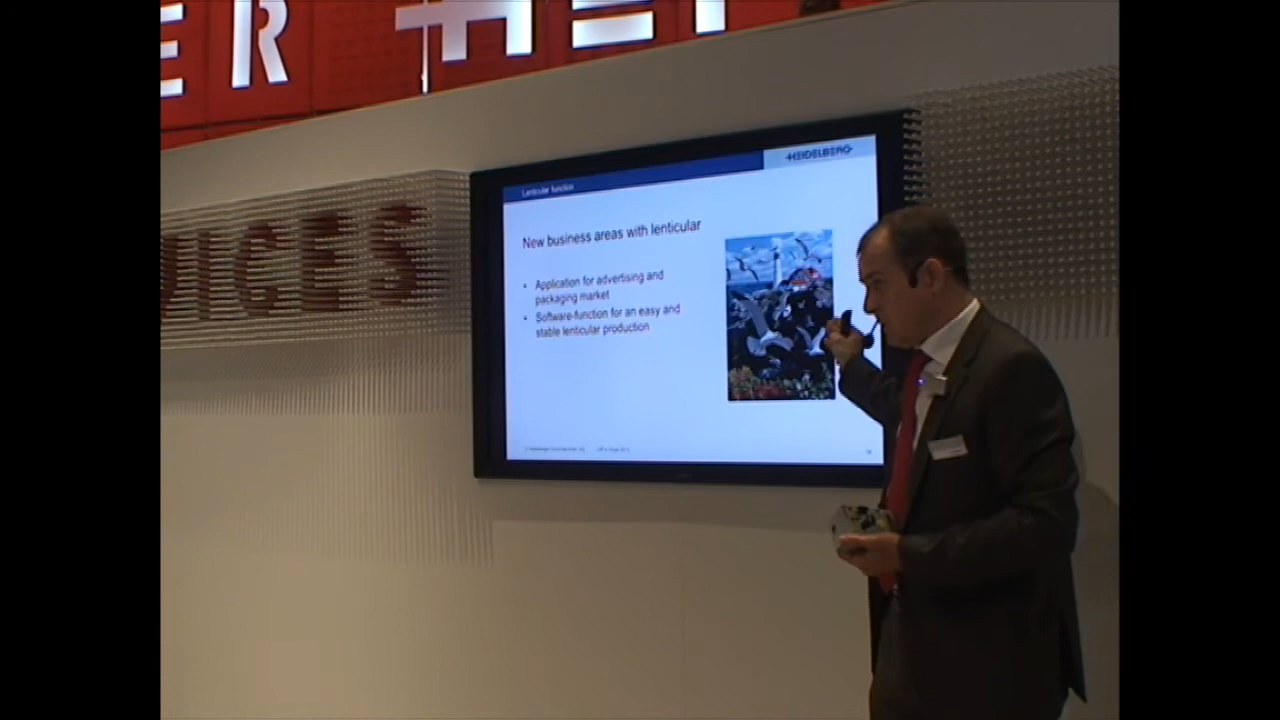 ER HEI
VICES
Lenticular function
HEIDELBERG
New business areas with lenticular
• Application for advertising and
packaging market
• Software-function for an easy and
stable lenticular production